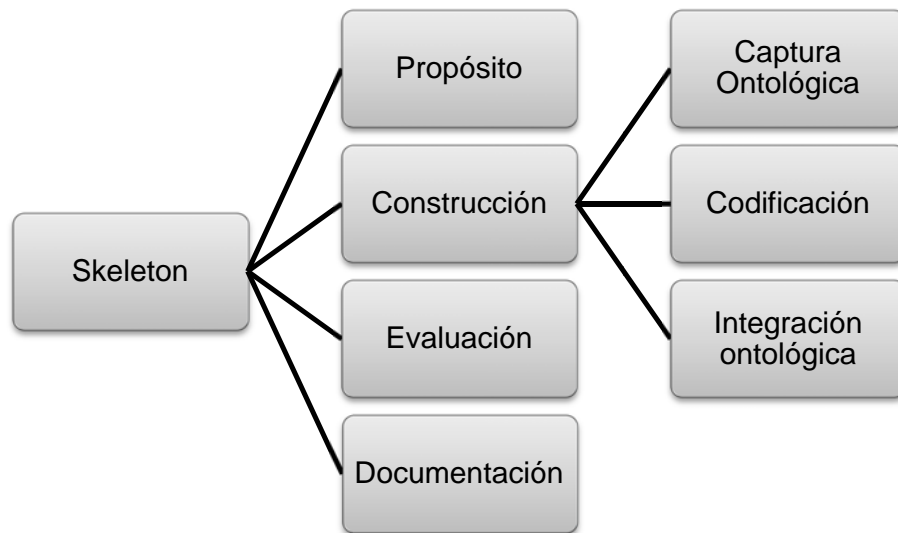 Skeleton
Propósito
Construcción
Evaluación
Documentación
Captura
Ontológica
Codificación
Integración
ontológica